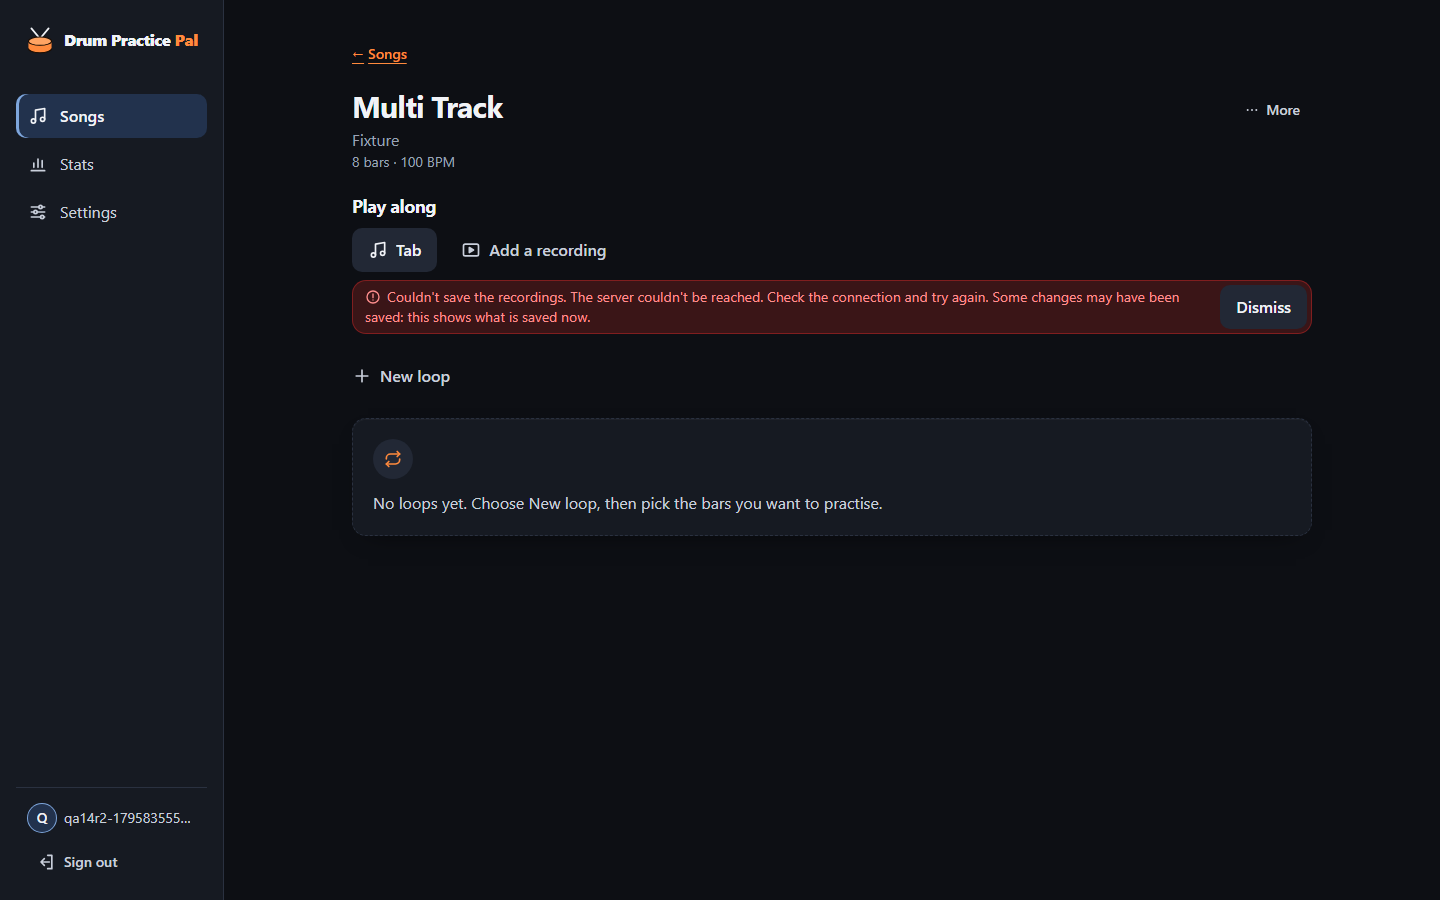 Drum Practice Pal
Songs
Stats
Settings
← Songs
Multi Track
··· More
Fixture
8 bars · 100 BPM
Play along
Tab
Add a recording
Couldn't save the recordings. The server couldn't be reached. Check the connection and try again. Some changes may have been
saved: this shows what is saved now.
Dismiss
+ New loop
No loops yet. Choose New loop, then pick the bars you want to practise.
Q qa14r2-179583555...
Sign out